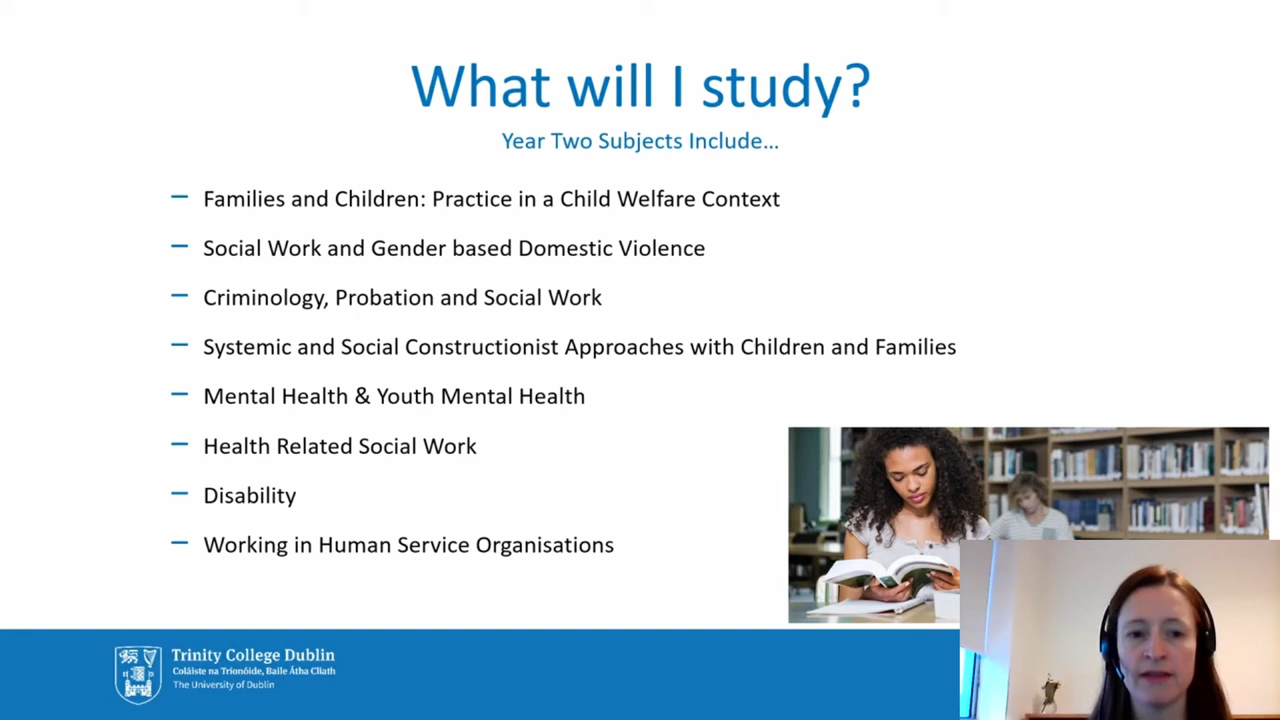 What will I study?
Year Two Subjects Include...
– Families and Children: Practice in a Child Welfare Context
– Social Work and Gender based Domestic Violence
– Criminology, Probation and Social Work
– Systemic and Social Constructionist Approaches with Children and Families
– Mental Health & Youth Mental Health
– Health Related Social Work
– Disability
– Working in Human Service Organisations
Trinity College Dublin
Coláiste na Tríonóide, Baile Átha Cliath
The University of Dublin